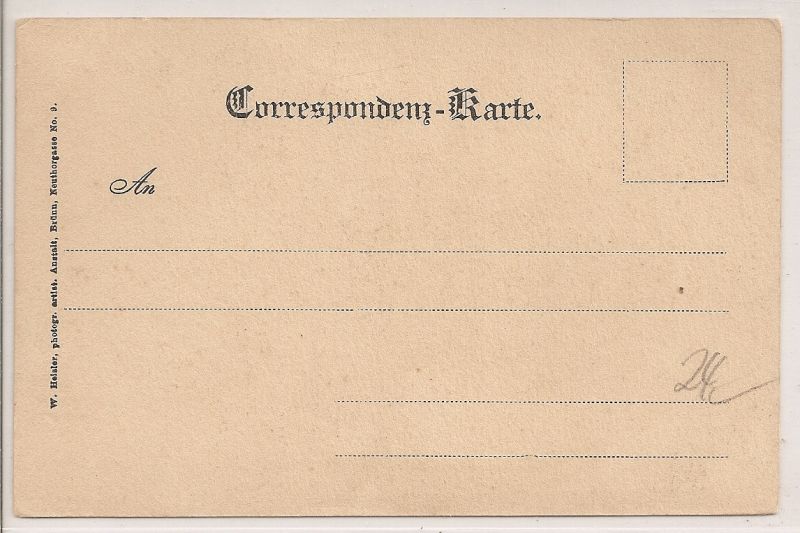 Correspondenz-Karte.
An
W. Heisler, photogr. artist. Anstalt, Brünn, Neuthorgasse No. 9.